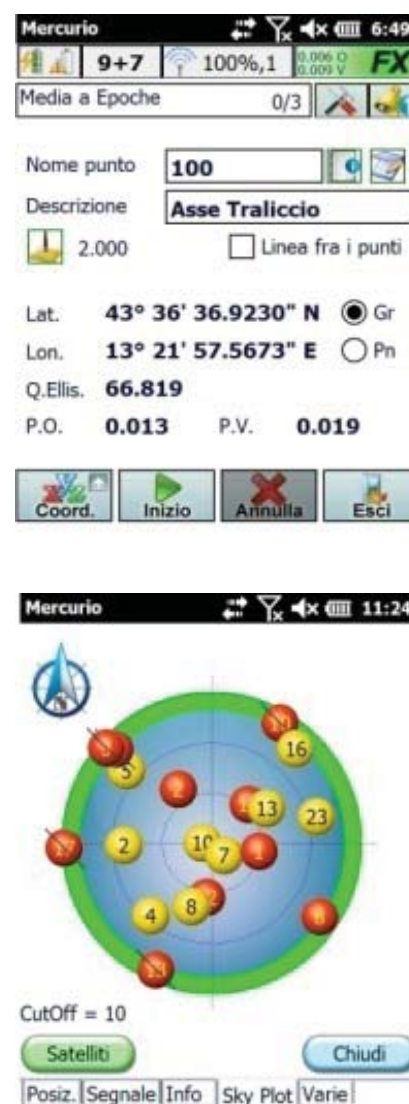 Mercurio 6:49
9+7 100%,1 0.006 O FX
0.009 V
Media a Epoche 0/3
Nome punto 100
Descrizione Asse Traliccio
2.000 Linea fra i punti
Lat. 43° 36' 36.9230" N Gr
Lon. 13° 21' 57.5673" E Pn
Q.Ellis. 66.819
P.O. 0.013 P.V. 0.019
Coord. Inizio Annulla Esci
Mercurio 11:24
16
5
13 23
2 10 7 1
4 8
CutOff = 10
Satelliti Chiudi
Posiz. Segnale Info Sky Plot Varie